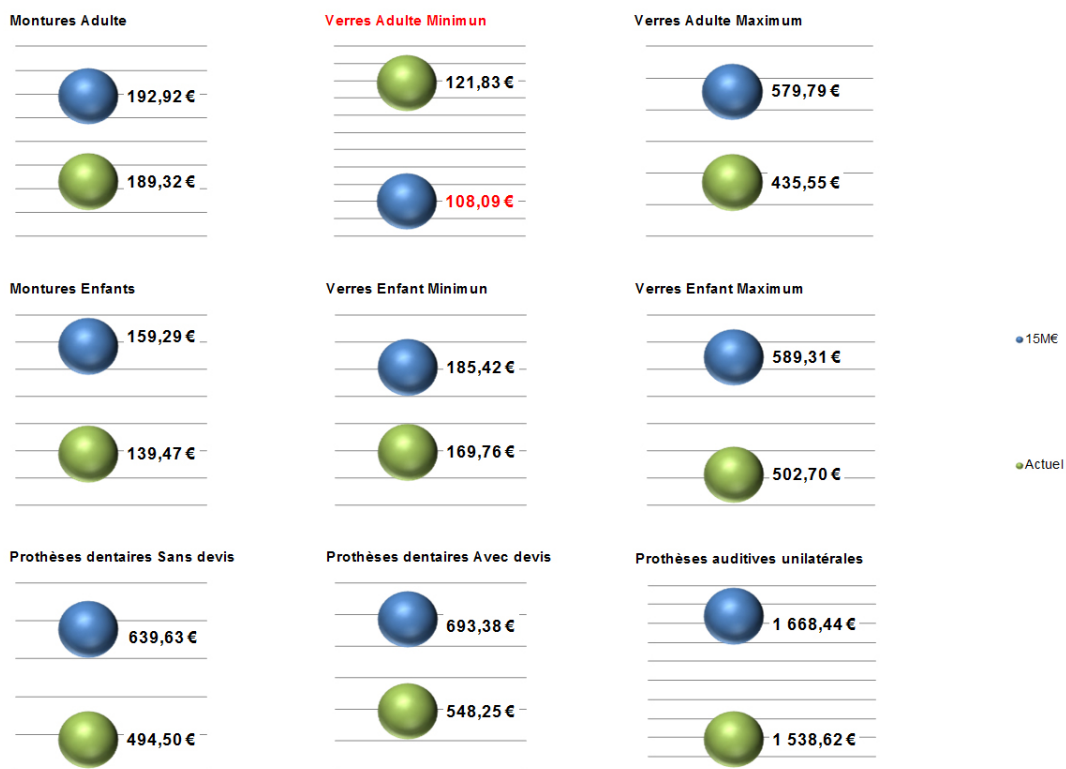 Montures Adulte
192,92 €
189,32 €
Verres Adulte Minimun
121,83 €
108,09 €
Verres Adulte Maximum
579,79 €
435,55 €
Montures Enfants
159,29 €
139,47 €
Verres Enfant Minimun
185,42 €
169,76 €
Verres Enfant Maximum
589,31 €
502,70 €
15M€
Actuel
Prothèses dentaires Sans devis
639,63 €
494,50 €
Prothèses dentaires Avec devis
693,38 €
548,25 €
Prothèses auditives unilatérales
1 668,44 €
1 538,62 €